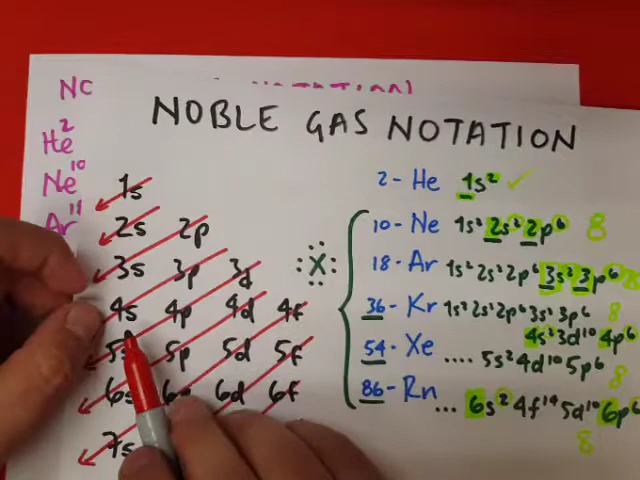 NC
NOBLE GAS NOTATION
He²
Ne¹⁰
Ar¹¹
1s
2s 2p
3s 3p 3d
4s 4p 4d 4f
5s 5p 5d 5f
6s 6d 6f
7s
X
2 - He 1s² ✓
10 - Ne 1s² 2s² 2p⁶ 8
18 - Ar 1s² 2s² 2p⁶ 3s² 3p⁶ 8
36 - Kr 1s² 2s² 2p⁶ 3s² 3p⁶ 8
4s² 3d¹⁰ 4p⁶
54 - Xe .... 5s² 4d¹⁰ 5p⁶ 8
86 - Rn ... 6s² 4f¹⁴ 5d¹⁰ 6p⁶
8